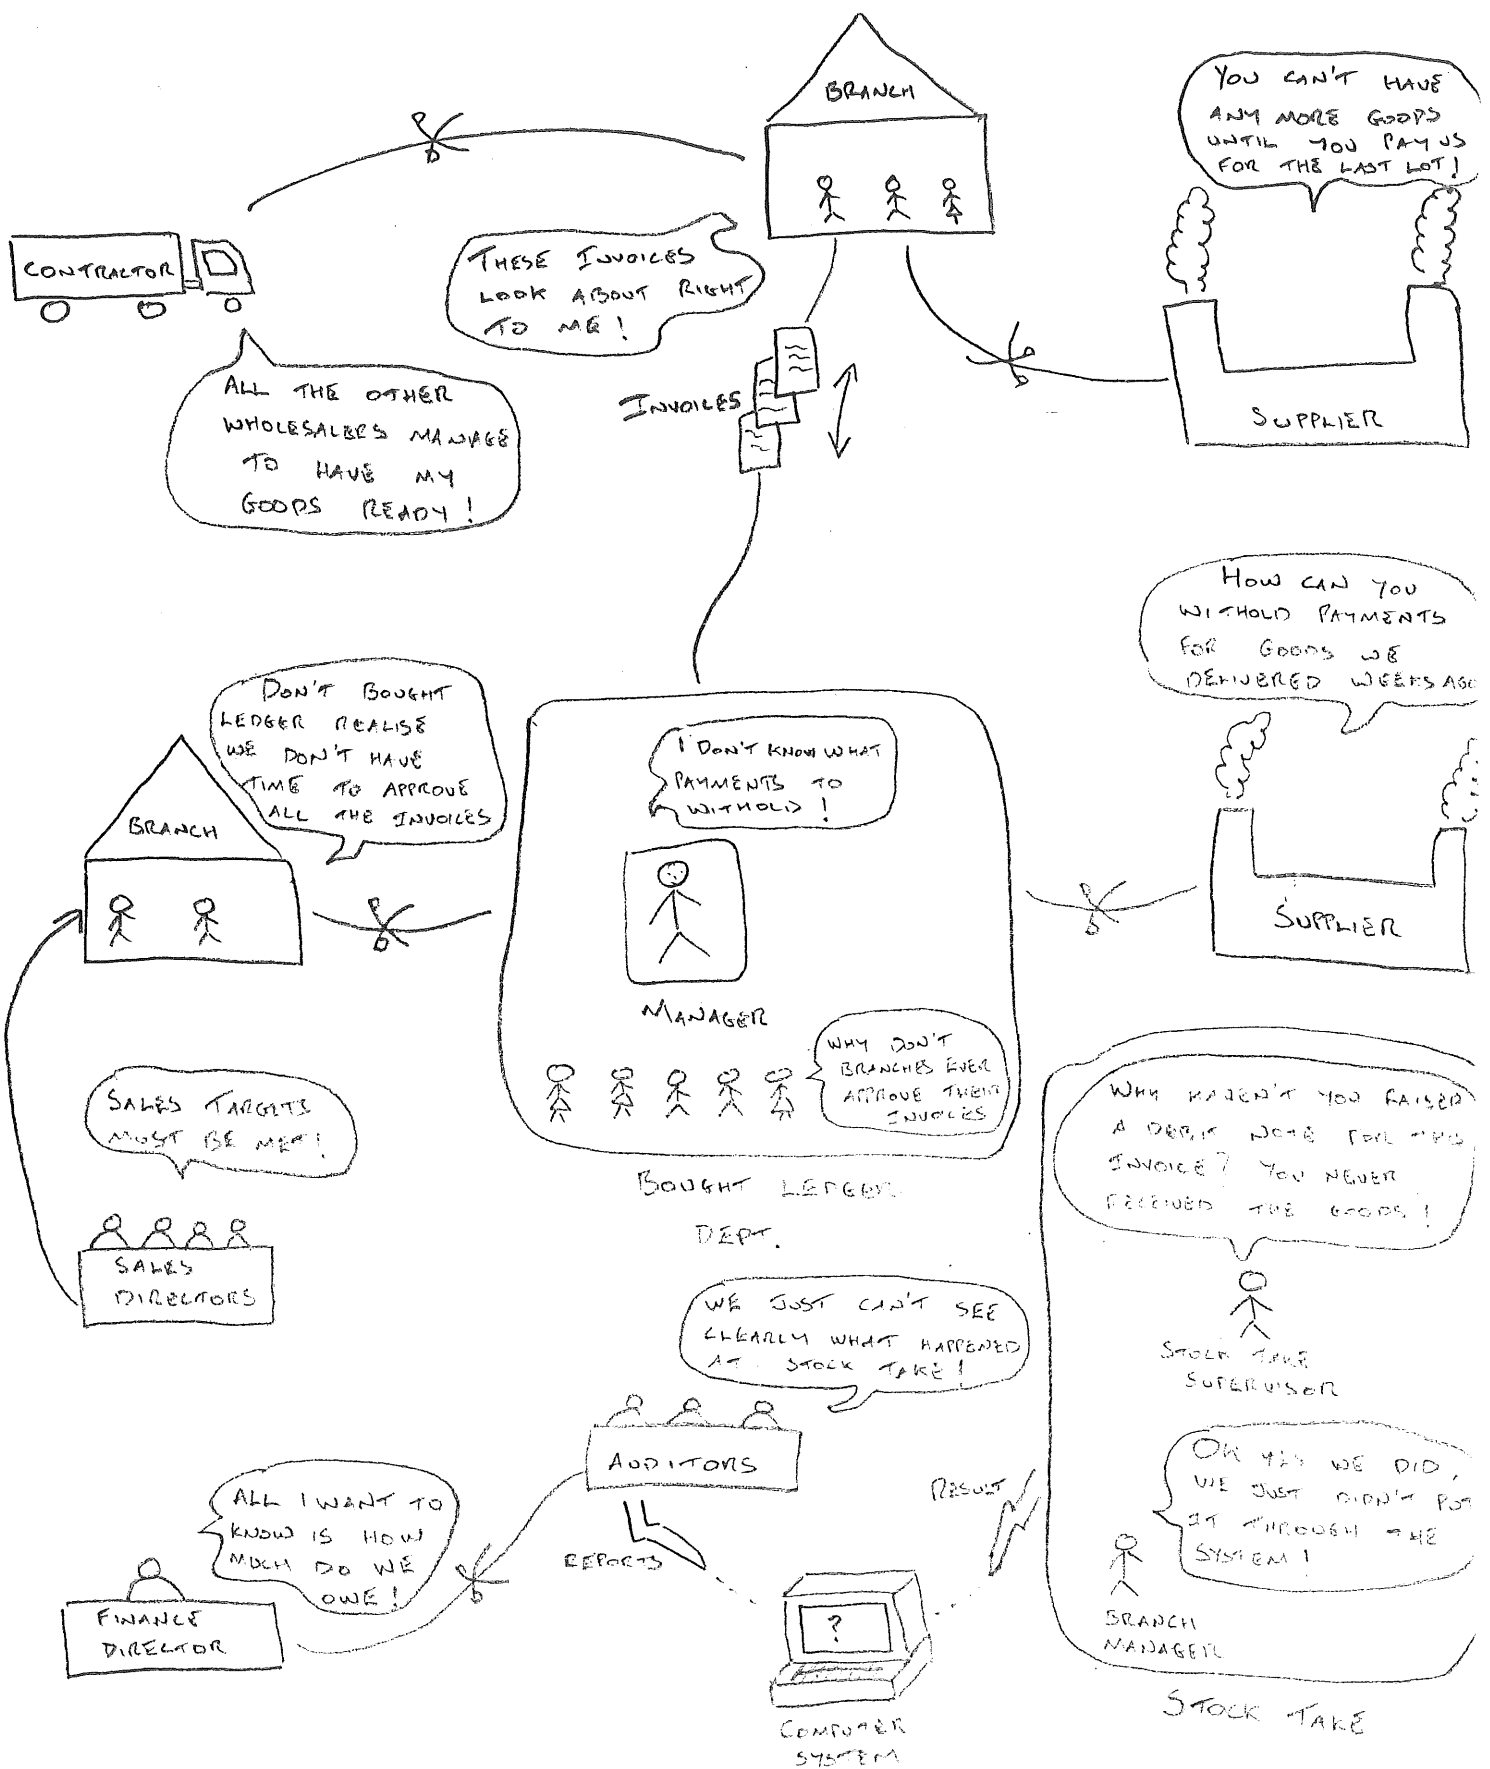 BRANCH
YOU CAN'T HAVE
ANY MORE GOODS
UNTIL YOU PAY US
FOR THE LAST LOT!
CONTRACTOR
THESE INVOICES
LOOK ABOUT RIGHT
TO ME!
ALL THE OTHER
WHOLESALERS MANAGE
TO HAVE MY
GOODS READY!
INVOICES
SUPPLIER
HOW CAN YOU
WITHOLD PAYMENTS
FOR GOODS WE
DELIVERED WEEKS AGO
DON'T BOUGHT
LEDGER REALISE
WE DON'T HAVE
TIME TO APPROVE
ALL THE INVOICES
BRANCH
I DON'T KNOW WHAT
PAYMENTS TO
WITHOLD!
MANAGER
SUPPLIER
WHY DON'T
BRANCHES EVER
APPROVE THEIR
INVOICES
BOUGHT LEDGER
DEPT.
SALES TARGETS
MUST BE MET!
SALES
DIRECTORS
WHY HAVEN'T YOU RAISED
A DEBIT NOTE FOR THIS
INVOICE? YOU NEVER
RECEIVED THE GOODS!
STOCK TAKE
SUPERVISOR
WE JUST CAN'T SEE
CLEARLY WHAT HAPPENED
AT STOCK TAKE!
AUDITORS
REPORTS
RESULT
OK YES WE DID,
WE JUST DIDN'T PUT
IT THROUGH THE
SYSTEM!
BRANCH
MANAGER
STOCK TAKE
ALL I WANT TO
KNOW IS HOW
MUCH DO WE
OWE!
FINANCE
DIRECTOR
?
COMPUTER
SYSTEM